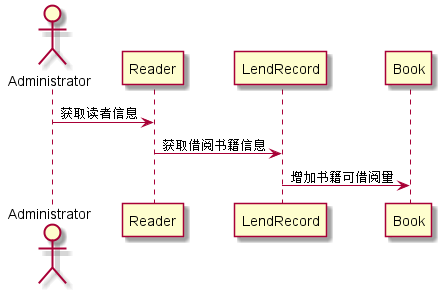 Administrator
Reader
LendRecord
Book
获取读者信息
获取借阅书籍信息
增加书籍可借阅量
Administrator
Reader
LendRecord
Book